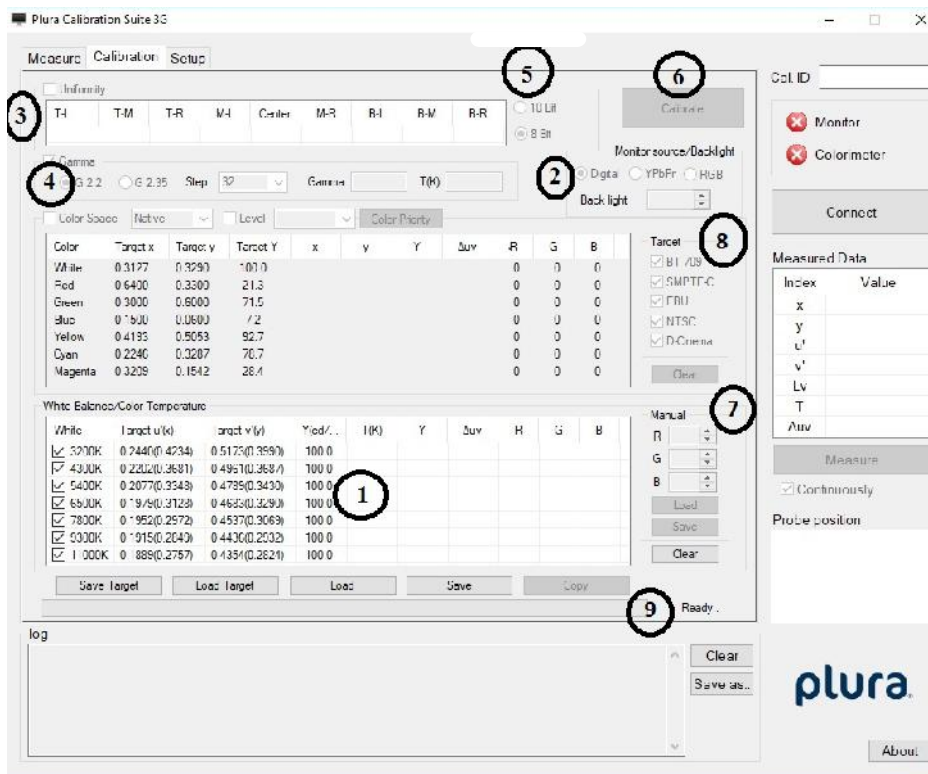 Plura Calibration Suite 3G
Measure Calibration Setup
Uniformity
T-L T-M T-R M-L Center M-R B-L B-M B-R
3
5
10 Bit
8 Bit
6
Calibrate
Gamma
4
G 2.2 G 2.35 Step 32 Gamma T(K)
Monitor source/Backlight
2
Digital YPbPr RGB
Back light
Color Space Native Level Color Priority
Color Target x Target y Target Y x y Y Δuv R G B
White 0.3127 0.3290 100.0 0 0 0
Red 0.6400 0.3300 21.3 0 0 0
Green 0.3000 0.6000 71.5 0 0 0
Blue 0.1500 0.0600 7.2 0 0 0
Yellow 0.4193 0.5053 92.7 0 0 0
Cyan 0.2246 0.3287 78.7 0 0 0
Magenta 0.3209 0.1542 28.4 0 0 0
Target
8
BT.709
SMPTE-C
EBU
NTSC
D-Cinema
Clear
White Balance/Color Temperature
White Target u'(x) Target v'(y) Y(cd/... T(K) Y Δuv R G B
3200K 0.2440(0.4234) 0.5173(0.3990) 100.0
4300K 0.2202(0.3681) 0.4961(0.3687) 100.0
5400K 0.2077(0.3348) 0.4789(0.3430) 100.0
6500K 0.1979(0.3128) 0.4683(0.3290) 100.0
7800K 0.1952(0.2972) 0.4537(0.3069) 100.0
9300K 0.1915(0.2849) 0.4436(0.2932) 100.0
11000K 0.1889(0.2757) 0.4354(0.2824) 100.0
1
Manual
7
R
G
B
Load
Save
Clear
Save Target Load Target Load Save Copy
9
Ready..
log
Clear
Save as..
Cal. ID
Monitor
Colorimeter
Connect
Measured Data
Index Value
x
y
u'
v'
Lv
T
Δuv
Measure
Continuously
Probe position
plura
About